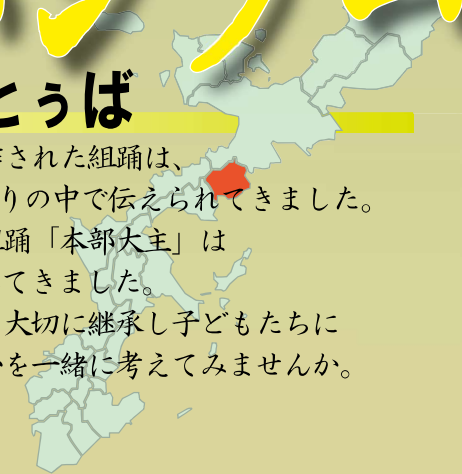 とぅば
された組踊は、
りの中で伝えられてきました。
踊「本部大主」は
てきました。
大切に継承し子どもたちに
を一緒に考えてみませんか。